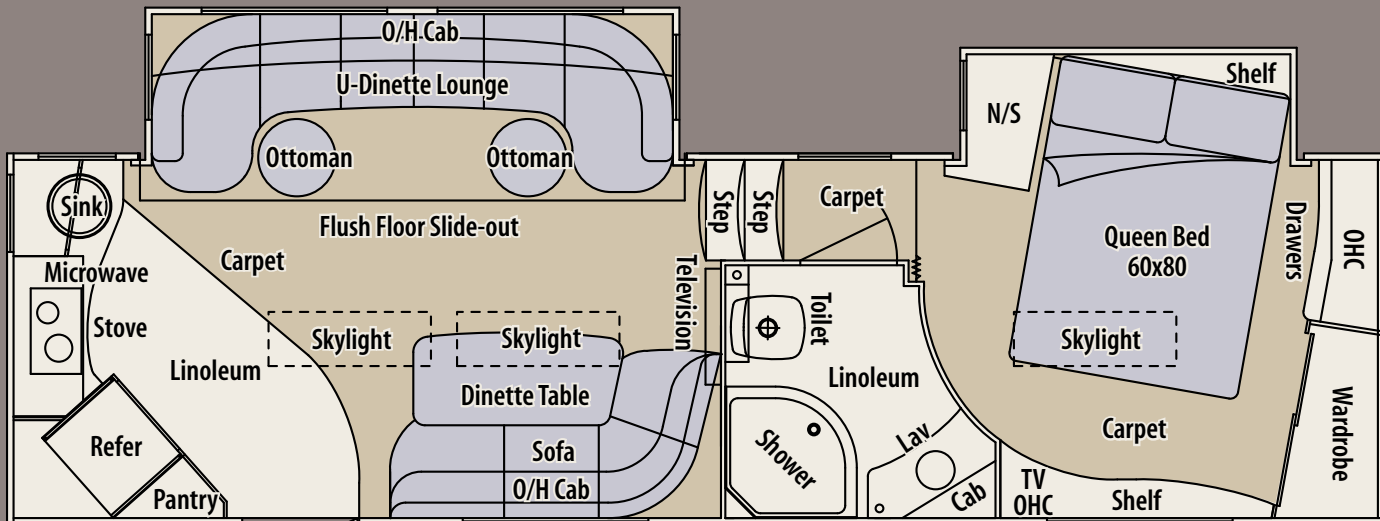 O/H Cab
U-Dinette Lounge
Ottoman
Ottoman
Shelf
N/S
Sink
Step
Step
Carpet
Flush Floor Slide-out
Carpet
Queen Bed
60x80
Drawers
OHC
Microwave
Stove
Television
Toilet
Skylight
Skylight
Skylight
Linoleum
Linoleum
Dinette Table
Wardrobe
Refer
Sofa
O/H Cab
Shower
Lav
Carpet
Pantry
Cab
TV
OHC
Shelf